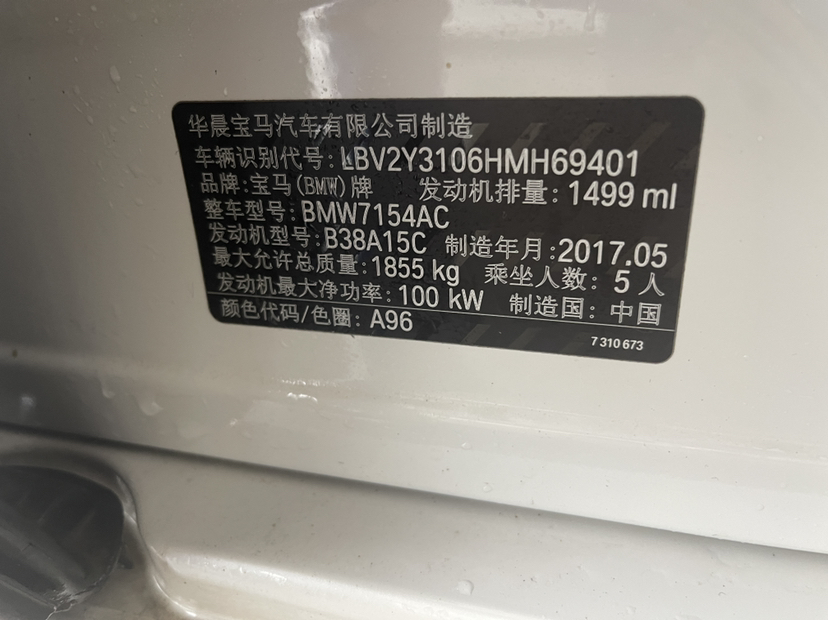 华晨宝马汽车有限公司制造
车辆识别代号: LBV2Y3106HMH69401
品牌: 宝马(BMW)牌 发动机排量: 1499 ml
整车型号: BMW7154AC
发动机型号: B38A15C 制造年月: 2017.05
最大允许总质量: 1855 kg 乘坐人数: 5 人
发动机最大净功率: 100 kW 制造国: 中国
颜色代码/色圈: A96
7 310 673